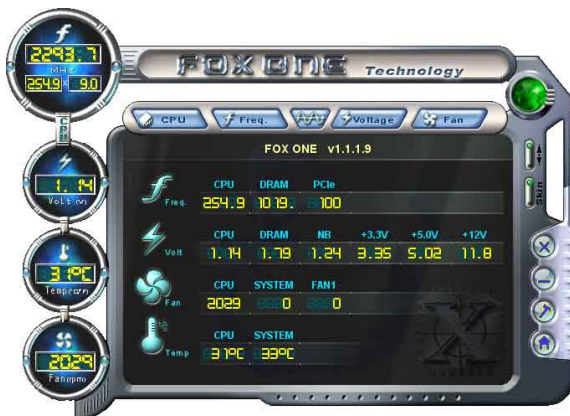 2293.7
MHz
254.9 x 9.0
CPU
1.14
Volt (V)
31°C
Temp(°C/°F)
2029
Fan(rpm)
FOX ONE Technology
CPU Freq. Voltage Fan
FOX ONE v1.1.1.9
CPU DRAM PCIe
Freq. 254.9 1019. 100
CPU DRAM NB +3.3V +5.0V +12V
Volt 1.14 1.79 1.24 3.35 5.02 11.8
CPU SYSTEM FAN1
Fan 2029 0 0
CPU SYSTEM
Temp 31°C 33°C
Skin